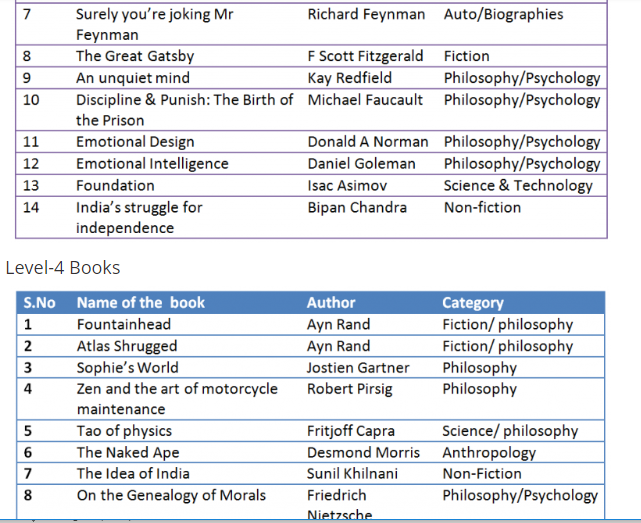 7 Surely you're joking Mr Richard Feynman Auto/Biographies
Feynman
8 The Great Gatsby F Scott Fitzgerald Fiction
9 An unquiet mind Kay Redfield Philosophy/Psychology
10 Discipline & Punish: The Birth of Michael Faucault Philosophy/Psychology
the Prison
11 Emotional Design Donald A Norman Philosophy/Psychology
12 Emotional Intelligence Daniel Goleman Philosophy/Psychology
13 Foundation Isac Asimov Science & Technology
14 India's struggle for Bipan Chandra Non-fiction
independence
Level-4 Books
S.No Name of the book Author Category
1 Fountainhead Ayn Rand Fiction/ philosophy
2 Atlas Shrugged Ayn Rand Fiction/ philosophy
3 Sophie's World Jostien Gartner Philosophy
4 Zen and the art of motorcycle Robert Pirsig Philosophy
maintenance
5 Tao of physics Fritjoff Capra Science/ philosophy
6 The Naked Ape Desmond Morris Anthropology
7 The Idea of India Sunil Khilnani Non-Fiction
8 On the Genealogy of Morals Friedrich Philosophy/Psychology
Nietzsche